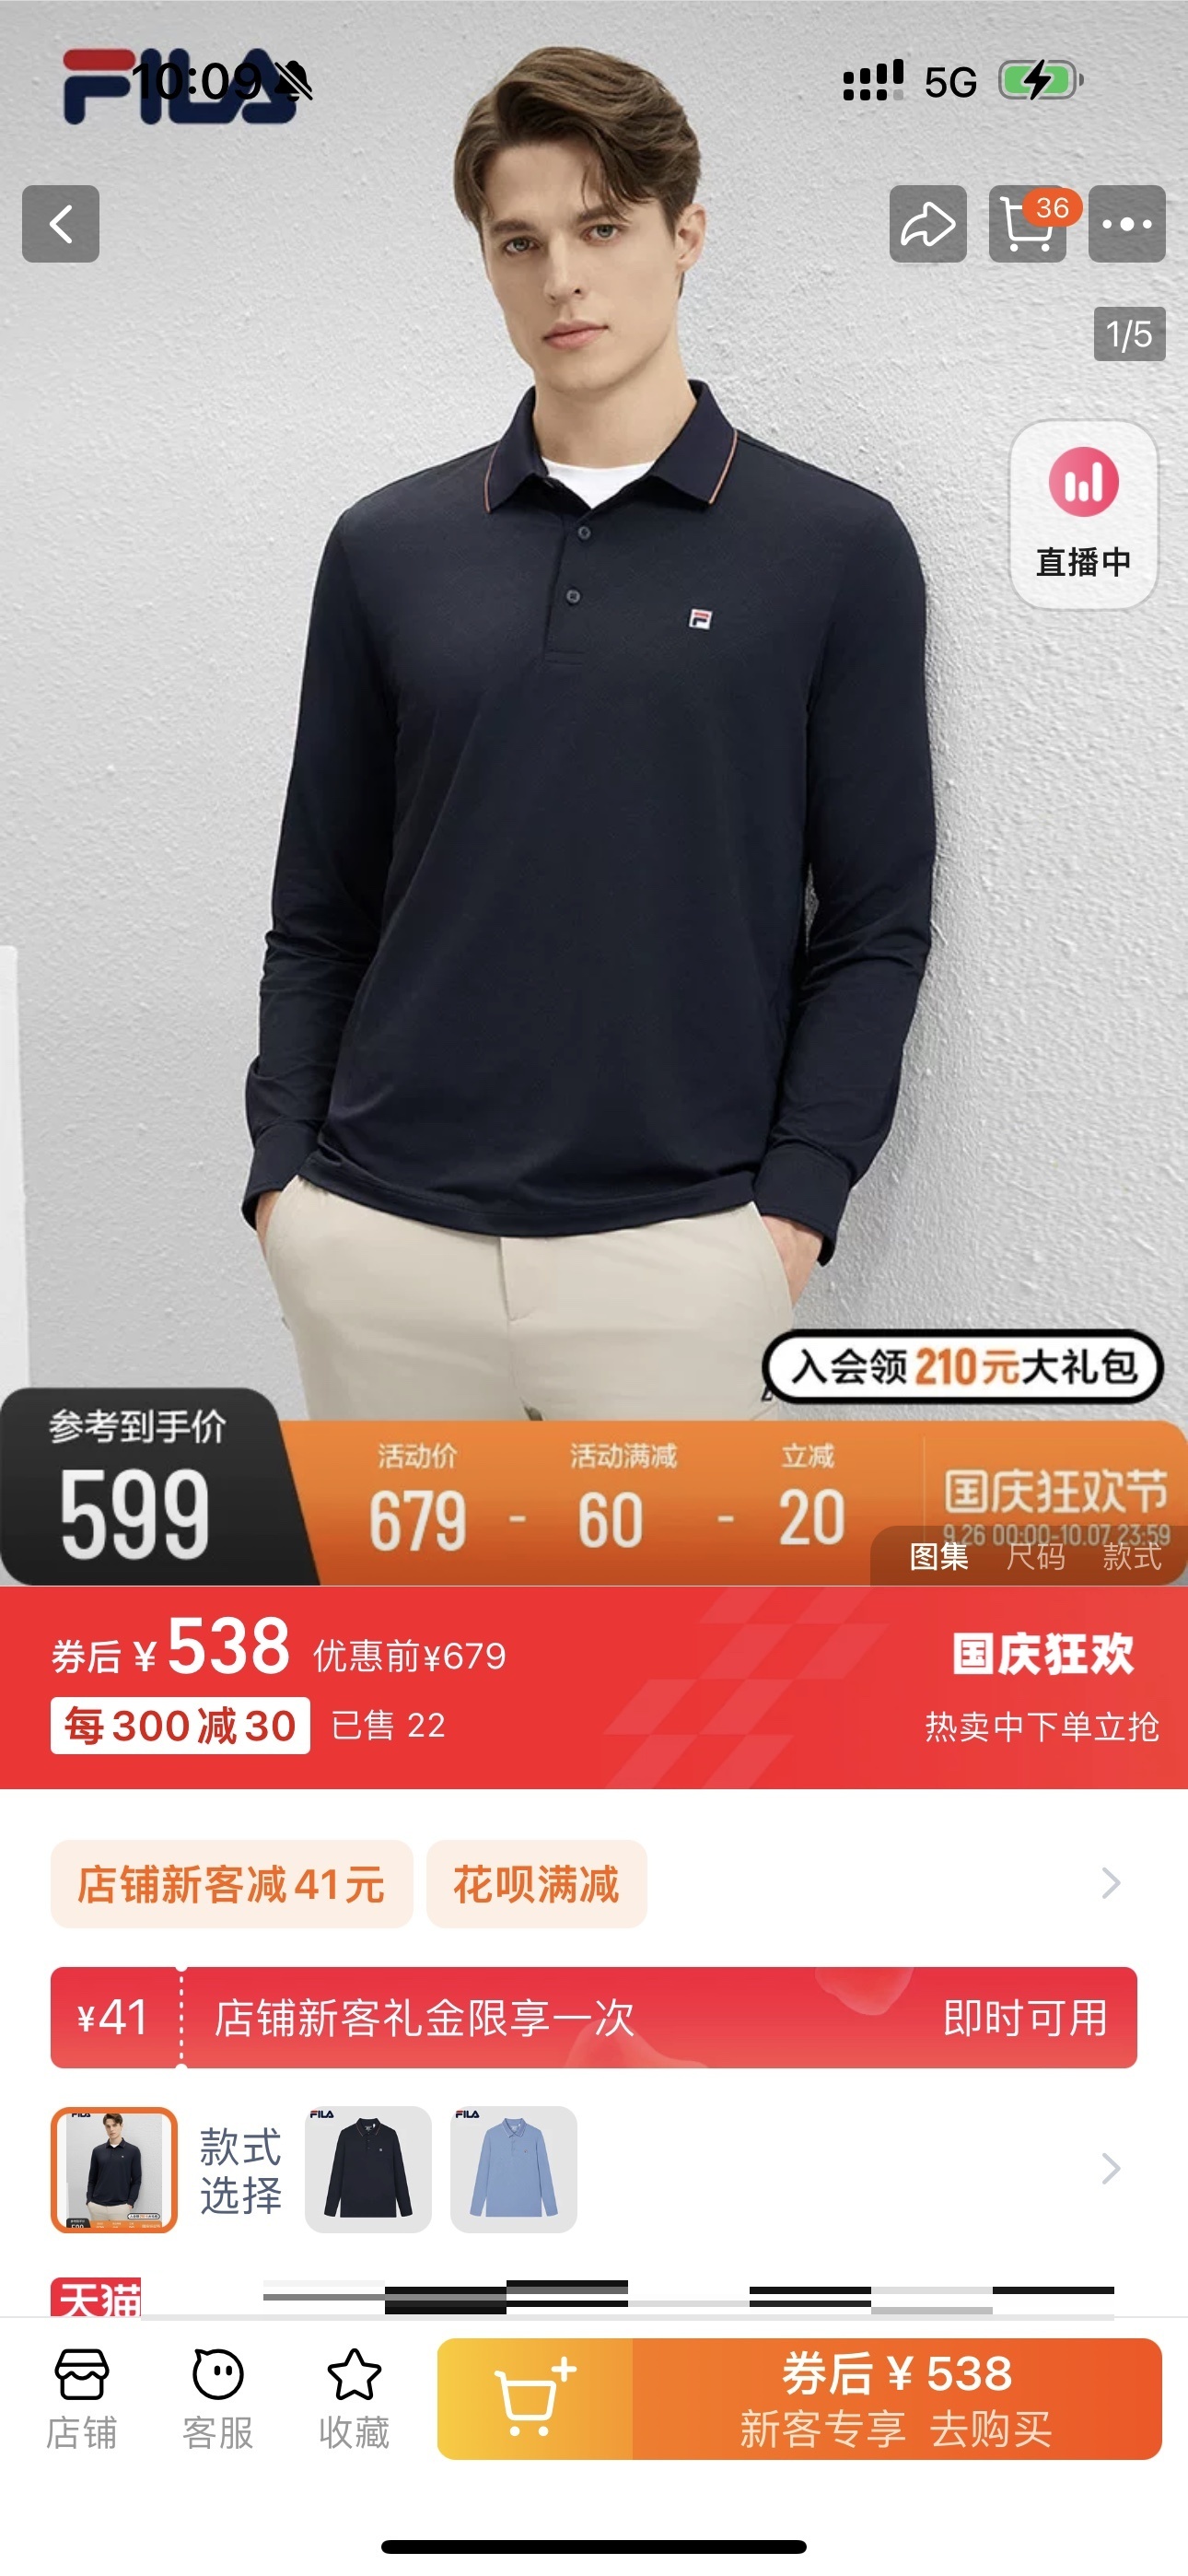 FILA
10:09
5G
36
1/5
直播中
入会领210元大礼包
参考到手价
599
活动价 活动满减 立减
679 - 60 - 20
国庆狂欢节
9.26 00:00-10.07 23:59
图集 尺码 款式
券后 ¥538 优惠前¥679
国庆狂欢
每300减30 已售 22
热卖中下单立抢
店铺新客减41元 花呗满减
¥41 店铺新客礼金限享一次 即时可用
款式
选择
FILA
FILA
FILA
天猫
店铺 客服 收藏
券后 ¥ 538
新客专享 去购买